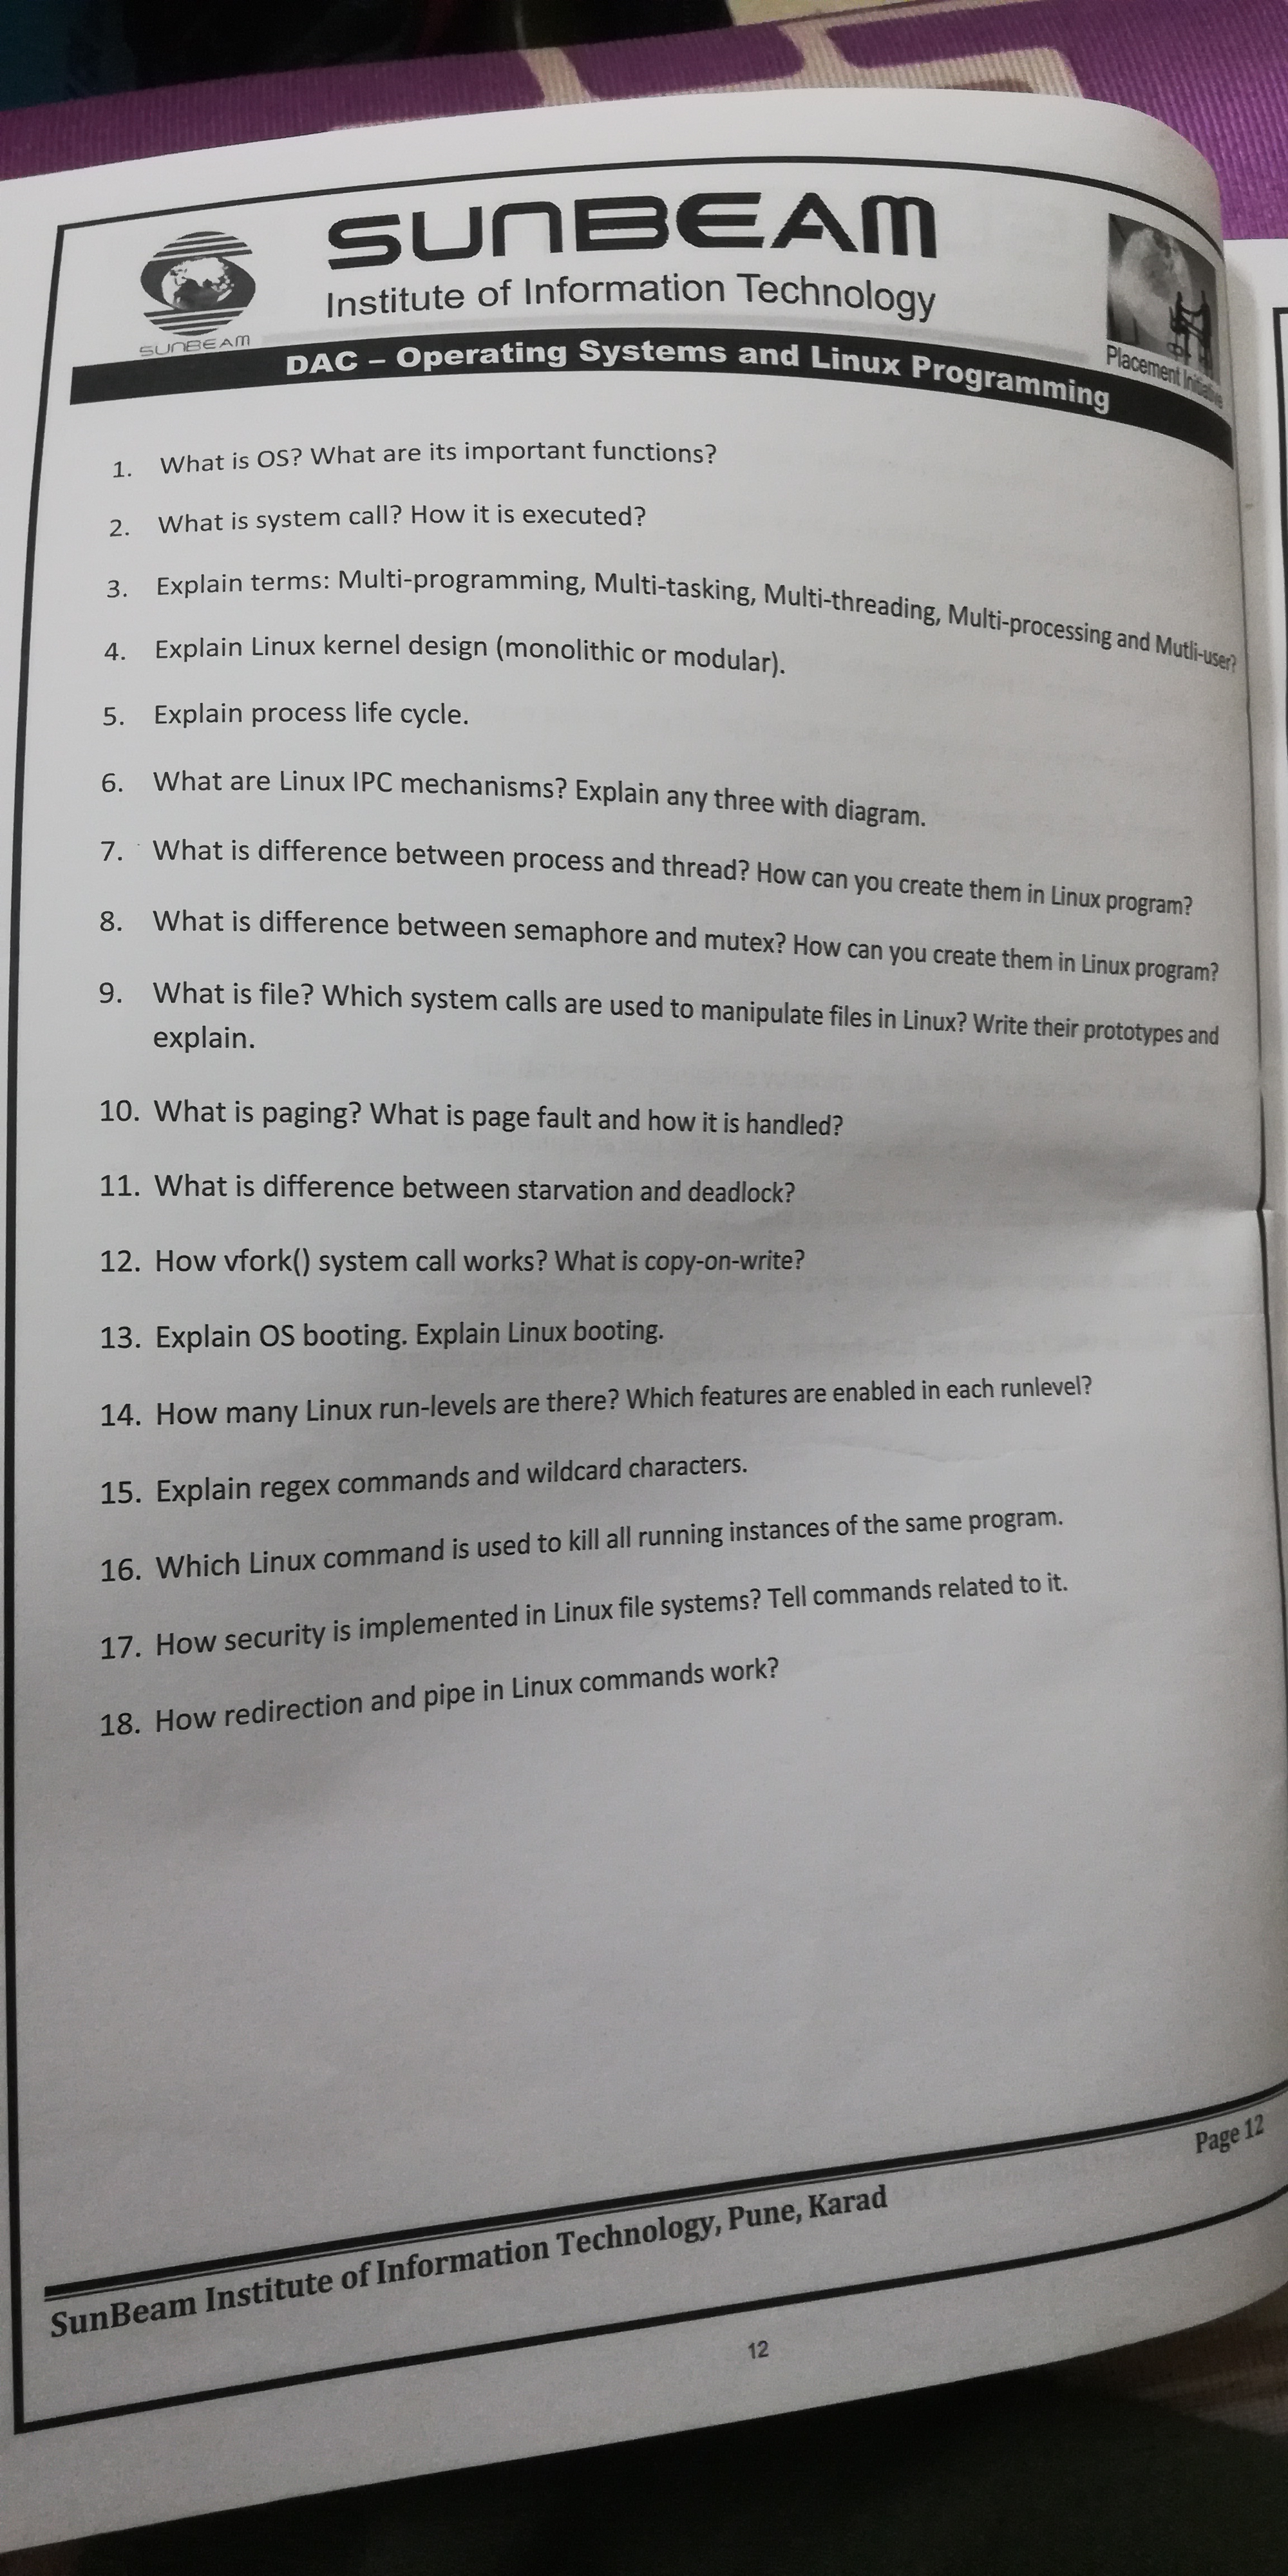 SUNBEAM
Institute of Information Technology
SUNBEAM
Placement Initiative
DAC – Operating Systems and Linux Programming
1. What is OS? What are its important functions?
2. What is system call? How it is executed?
3. Explain terms: Multi-programming, Multi-tasking, Multi-threading, Multi-processing and Mutli-user?
4. Explain Linux kernel design (monolithic or modular).
5. Explain process life cycle.
6. What are Linux IPC mechanisms? Explain any three with diagram.
7. What is difference between process and thread? How can you create them in Linux program?
8. What is difference between semaphore and mutex? How can you create them in Linux program?
9. What is file? Which system calls are used to manipulate files in Linux? Write their prototypes and
explain.
10. What is paging? What is page fault and how it is handled?
11. What is difference between starvation and deadlock?
12. How vfork() system call works? What is copy-on-write?
13. Explain OS booting. Explain Linux booting.
14. How many Linux run-levels are there? Which features are enabled in each runlevel?
15. Explain regex commands and wildcard characters.
16. Which Linux command is used to kill all running instances of the same program.
17. How security is implemented in Linux file systems? Tell commands related to it.
18. How redirection and pipe in Linux commands work?
SunBeam Institute of Information Technology, Pune, Karad
Page 12
12